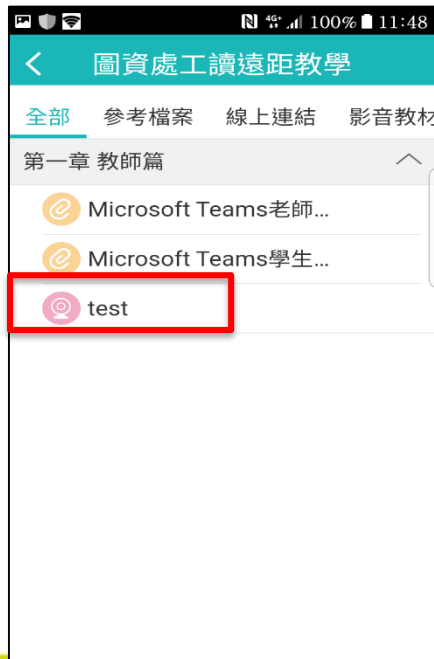 4G+ 100% 11:48
圖資處工讀遠距教學
全部 參考檔案 線上連結 影音教材
第一章 教師篇
Microsoft Teams老師...
Microsoft Teams學生...
test